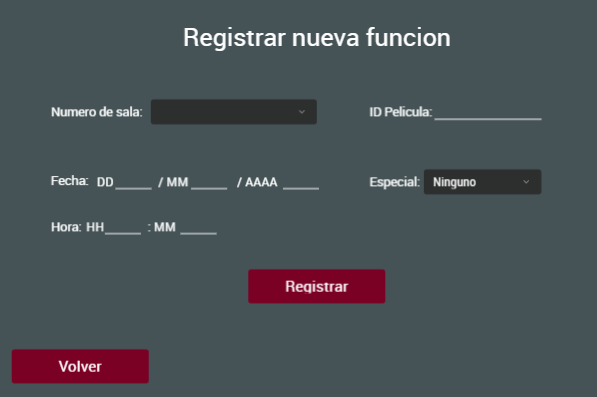 Registrar nueva funcion
Numero de sala:
ID Pelicula:
Fecha: DD / MM / AAAA
Especial: Ninguno
Hora: HH : MM
Registrar
Volver